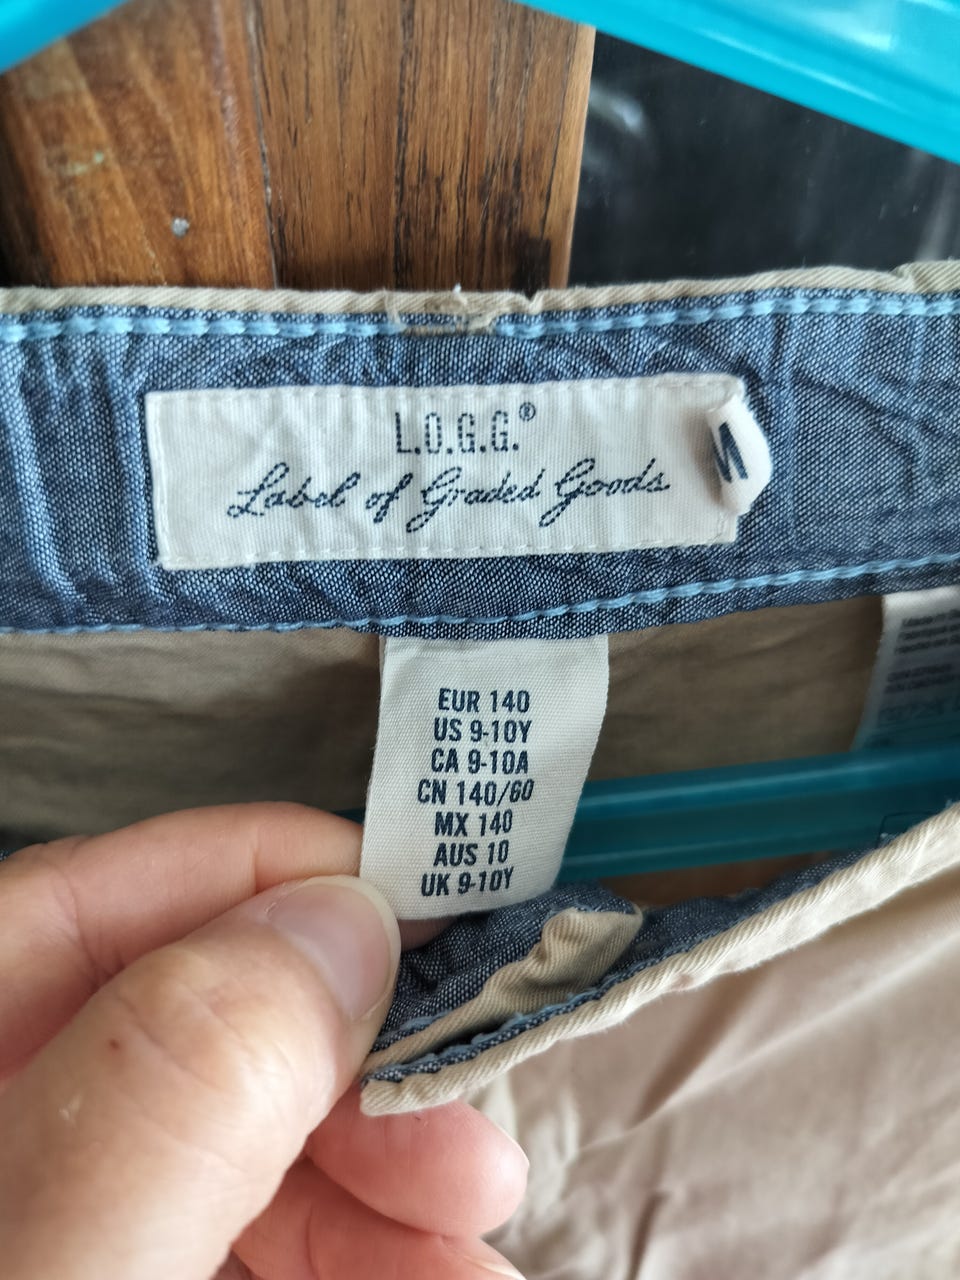 L.O.G.G.®
Label of Graded Goods
M
EUR 140
US 9-10Y
CA 9-10A
CN 140/60
MX 140
AUS 10
UK 9-10Y